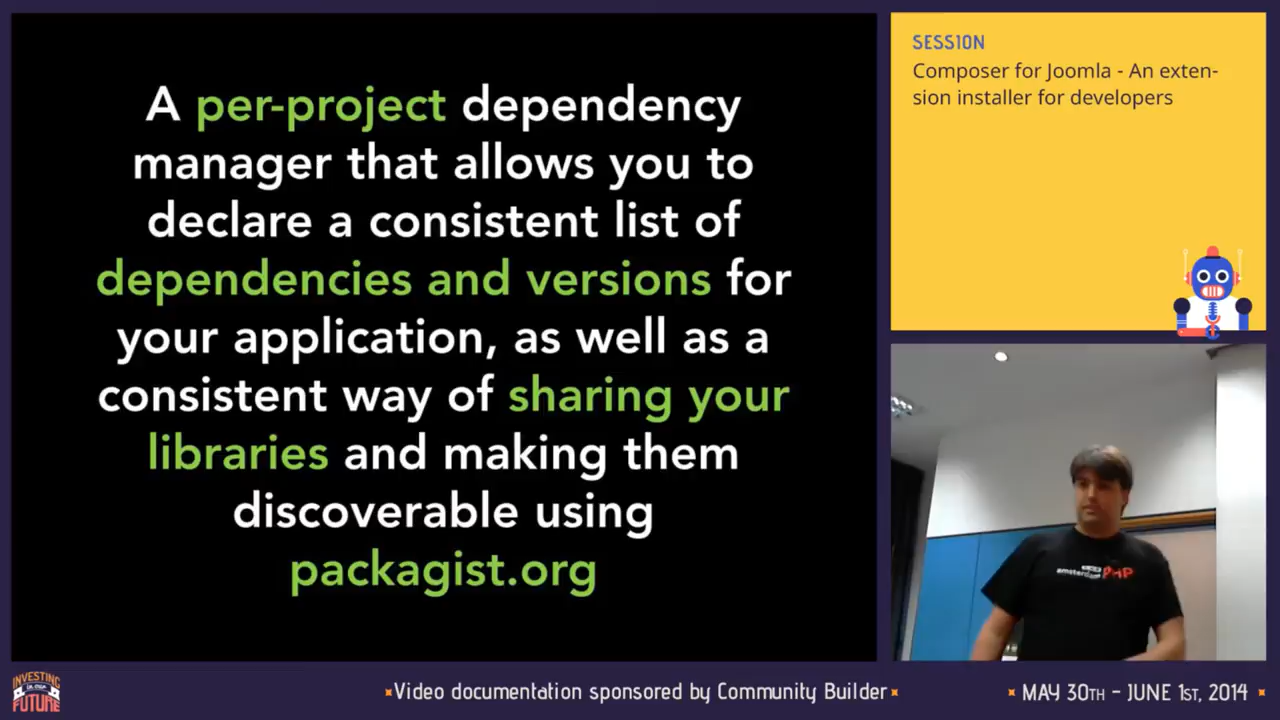 A per-project dependency
manager that allows you to
declare a consistent list of
dependencies and versions for
your application, as well as a
consistent way of sharing your
libraries and making them
discoverable using
packagist.org
SESSION
Composer for Joomla - An exten-
sion installer for developers
amsterdam PHP
INVESTING
IN OUR
FUTURE
Video documentation sponsored by Community Builder
MAY 30TH - JUNE 1ST, 2014